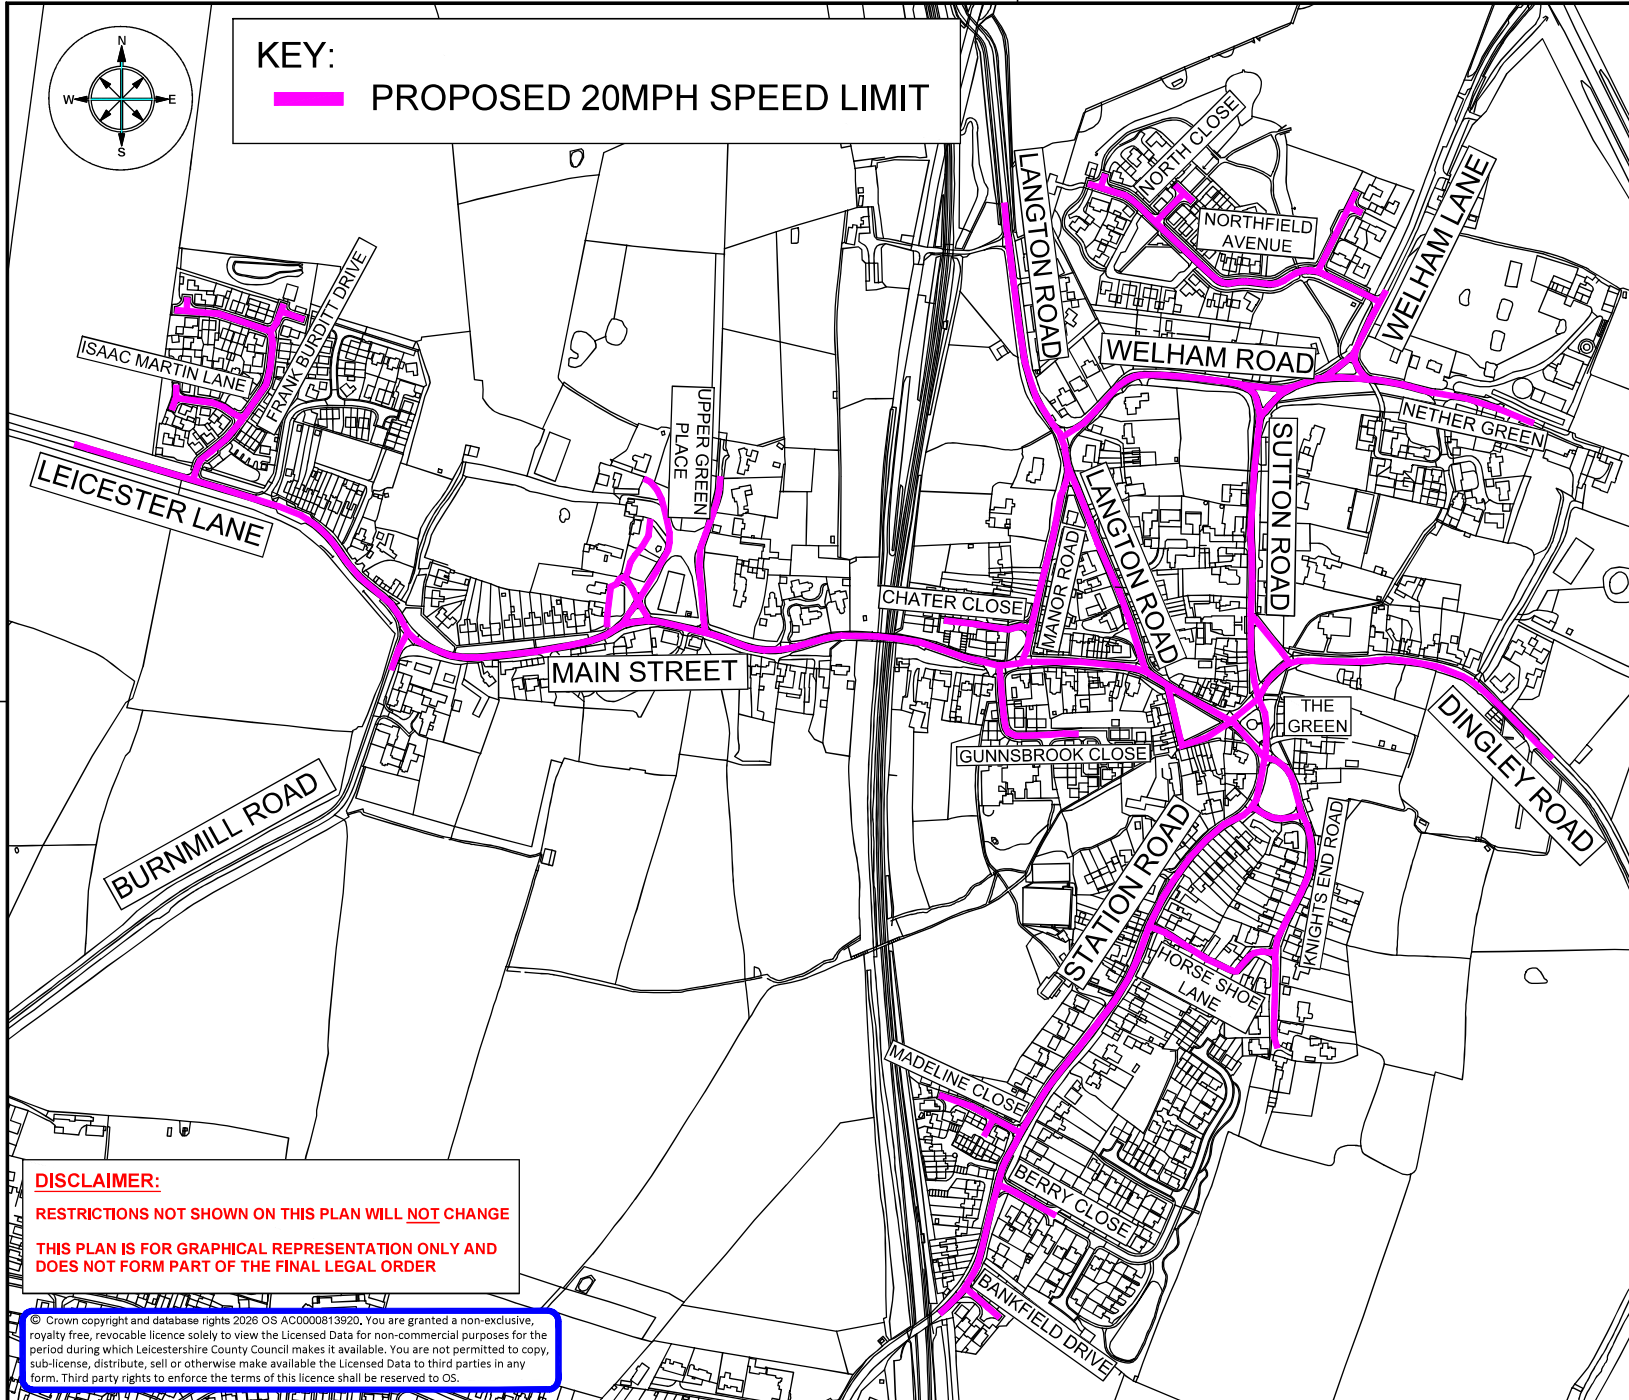 N
W
E
S
KEY:
PROPOSED 20MPH SPEED LIMIT
NORTH CLOSE
LANGTON ROAD
NORTHFIELD
AVENUE
WELHAM LANE
FRANK BURDITT DRIVE
ISAAC MARTIN LANE
WELHAM ROAD
NETHER GREEN
UPPER GREEN
PLACE
LEICESTER LANE
SUTTON ROAD
LANGTON ROAD
MANOR ROAD
CHATER CLOSE
MAIN STREET
THE
GREEN
DINGLEY ROAD
GUNNSBROOK CLOSE
BURNMILL ROAD
STATION ROAD
KNIGHTS END ROAD
HORSE SHOE
LANE
MADELINE CLOSE
BERRY CLOSE
BANKFIELD DRIVE
DISCLAIMER:
RESTRICTIONS NOT SHOWN ON THIS PLAN WILL NOT CHANGE
THIS PLAN IS FOR GRAPHICAL REPRESENTATION ONLY AND
DOES NOT FORM PART OF THE FINAL LEGAL ORDER
© Crown copyright and database rights 2026 OS AC0000813920. You are granted a non-exclusive,
royalty free, revocable licence solely to view the Licensed Data for non-commercial purposes for the
period during which Leicestershire County Council makes it available. You are not permitted to copy,
sub-license, distribute, sell or otherwise make available the Licensed Data to third parties in any
form. Third party rights to enforce the terms of this licence shall be reserved to OS.